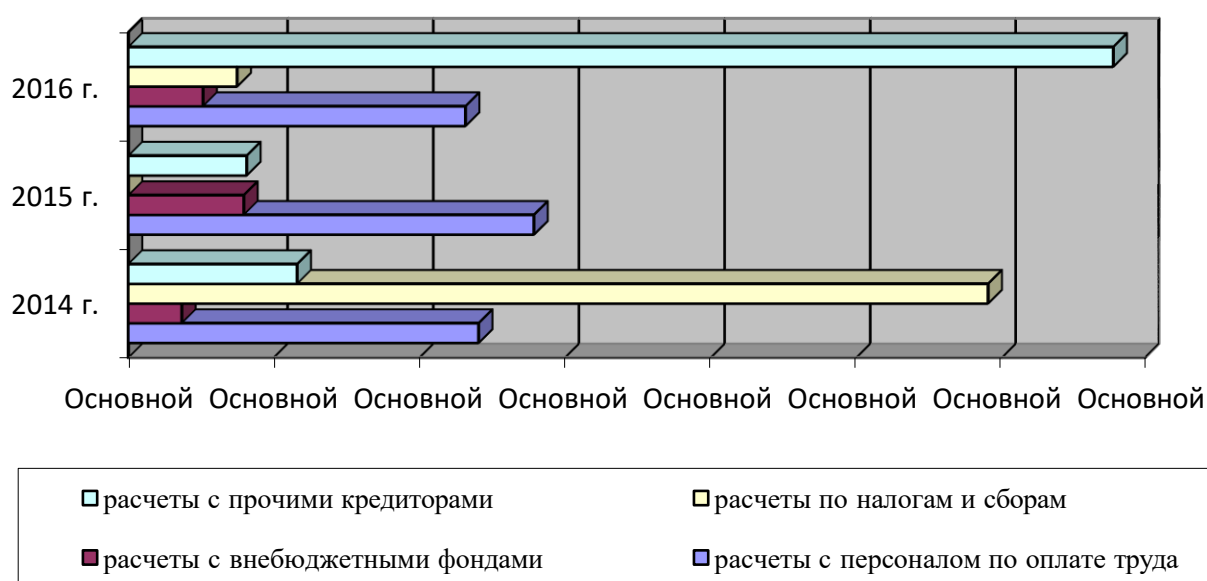 2016 г.
2015 г.
2014 г.
Основной Основной Основной Основной Основной Основной Основной Основной
расчеты с прочими кредиторами расчеты по налогам и сборам
расчеты с внебюджетными фондами расчеты с персоналом по оплате труда